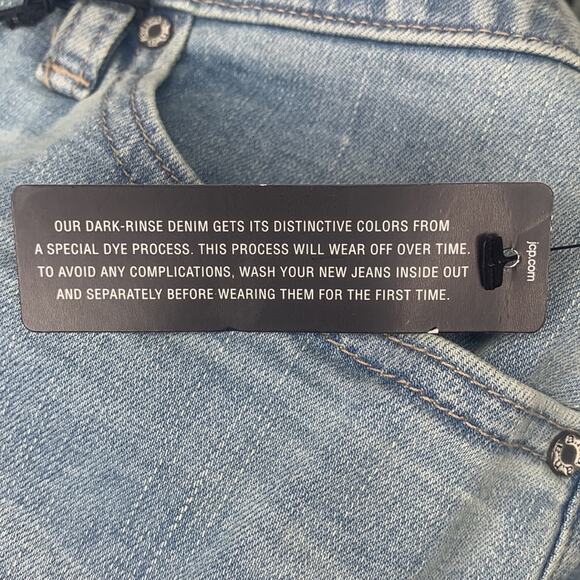 OUR DARK-RINSE DENIM GETS ITS DISTINCTIVE COLORS FROM
A SPECIAL DYE PROCESS. THIS PROCESS WILL WEAR OFF OVER TIME.
TO AVOID ANY COMPLICATIONS, WASH YOUR NEW JEANS INSIDE OUT
AND SEPARATELY BEFORE WEARING THEM FOR THE FIRST TIME.
jcp.com